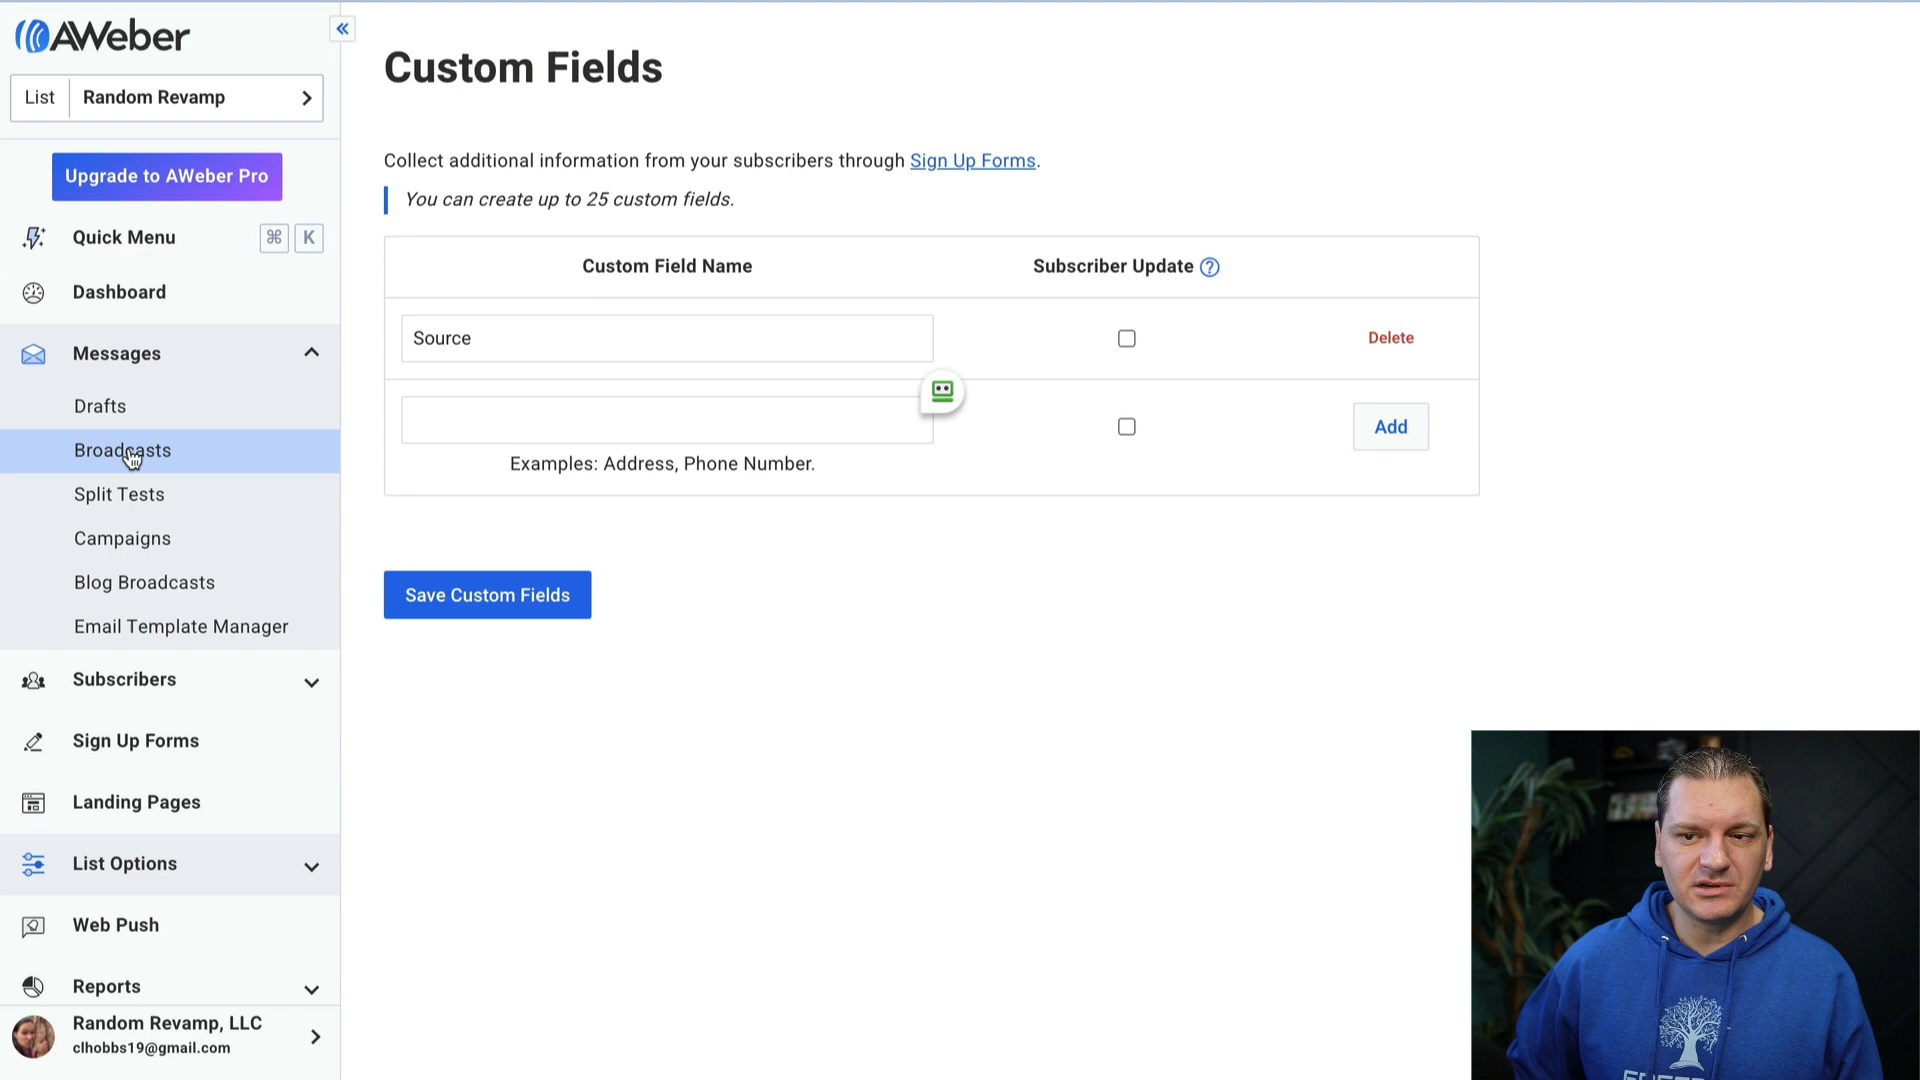 AWeber
List Random Revamp
Upgrade to AWeber Pro
Quick Menu ⌘ K
Dashboard
Messages
Drafts
Broadcasts
Split Tests
Campaigns
Blog Broadcasts
Email Template Manager
Subscribers
Sign Up Forms
Landing Pages
List Options
Web Push
Reports
Random Revamp, LLC
clhobbs19@gmail.com
Custom Fields
Collect additional information from your subscribers through Sign Up Forms.
You can create up to 25 custom fields.
Custom Field Name Subscriber Update ?
Source Delete
Add
Examples: Address, Phone Number.
Save Custom Fields